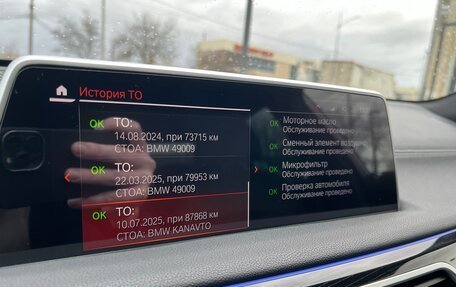 История ТО
OK ТО:
14.08.2024, при 73715 км
СТОА: BMW 49009
OK ТО:
22.03.2025, при 79953 км
СТОА: BMW 49009
OK ТО:
10.07.2025, при 87868 км
СТОА: BMW KANAVTO
OK Моторное масло
Обслуживание проведено
OK Сменный элемент воздушн.
Обслуживание проведено
OK Микрофильтр
Обслуживание проведено
OK Проверка автомобиля
Обслуживание проведено